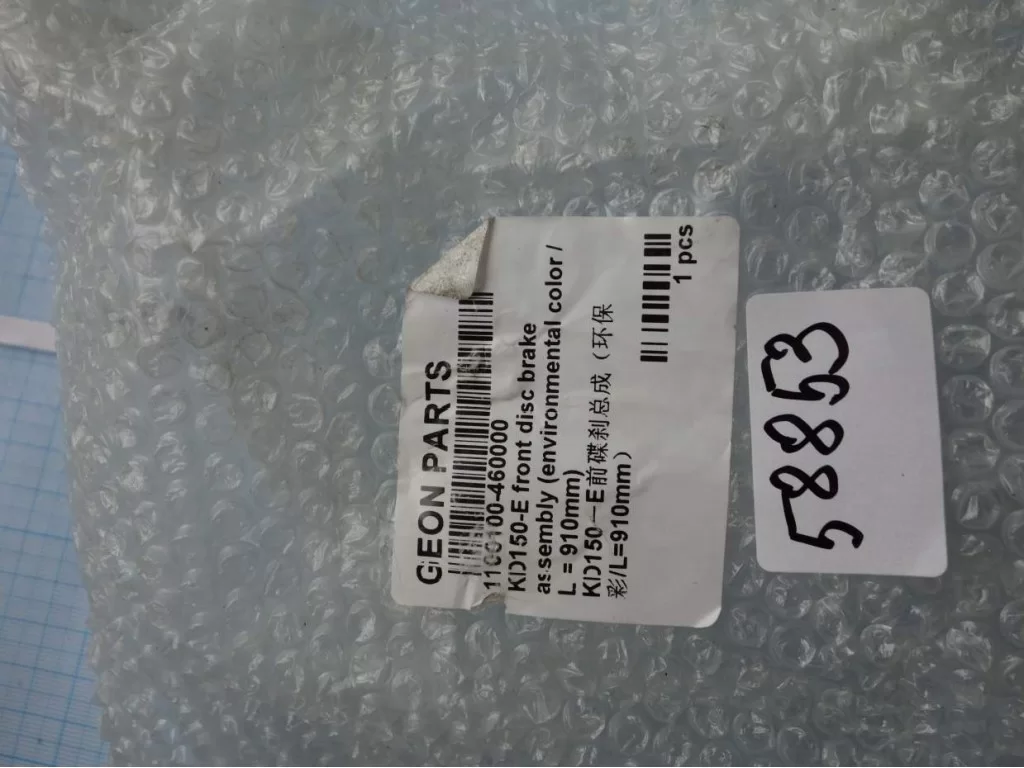 GEON PARTS
1100100-460000
KD150-E front disc brake
assembly (environmental color /
L = 910mm)
KD150－E前碟刹总成（环保
彩/L=910mm）
1 pcs
58853